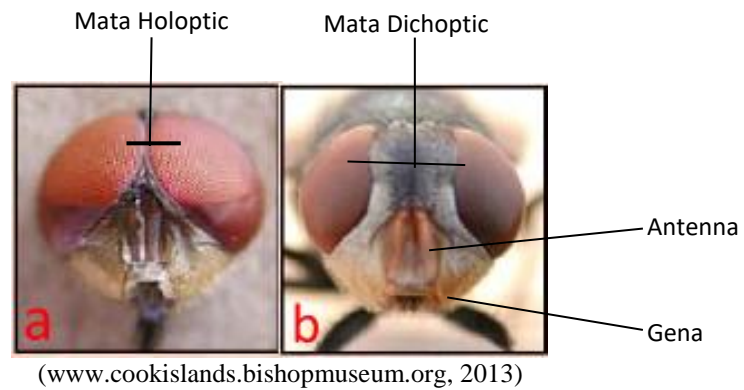 Mata Holoptic
Mata Dichoptic
Antenna
Gena
a
b
(www.cookislands.bishopmuseum.org, 2013)